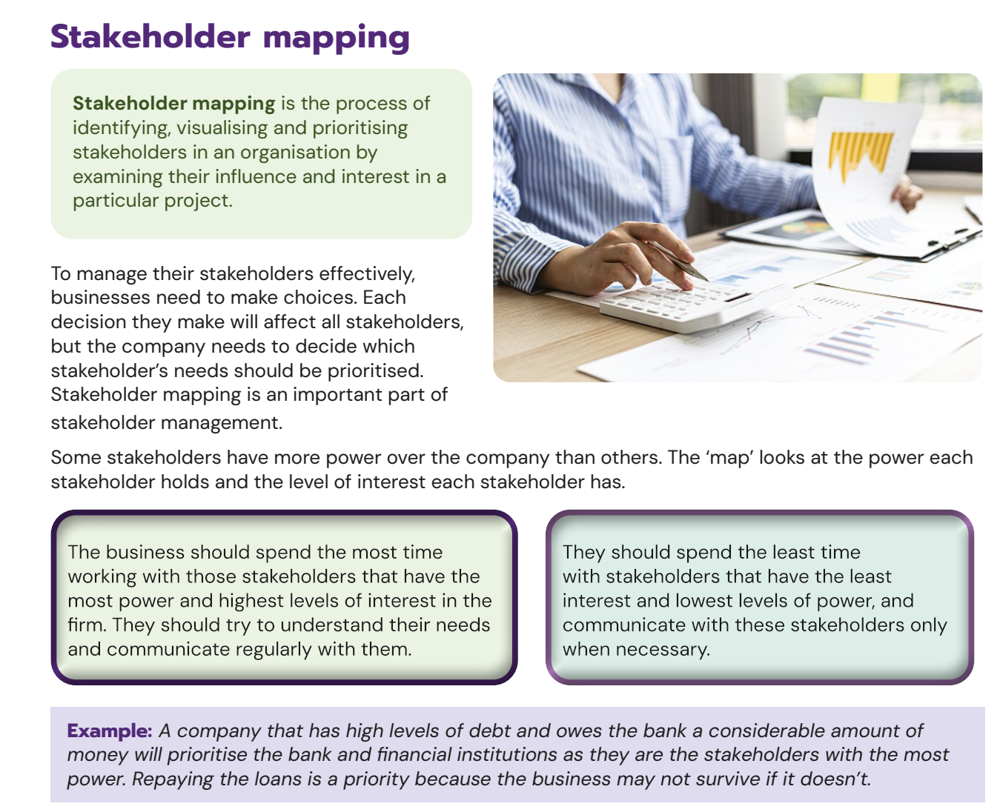 Stakeholder mapping
Stakeholder mapping is the process of
identifying, visualising and prioritising
stakeholders in an organisation by
examining their influence and interest in a
particular project.
To manage their stakeholders effectively,
businesses need to make choices. Each
decision they make will affect all stakeholders,
but the company needs to decide which
stakeholder’s needs should be prioritised.
Stakeholder mapping is an important part of
stakeholder management.
Some stakeholders have more power over the company than others. The ‘map’ looks at the power each
stakeholder holds and the level of interest each stakeholder has.
The business should spend the most time
working with those stakeholders that have the
most power and highest levels of interest in the
firm. They should try to understand their needs
and communicate regularly with them.
They should spend the least time
with stakeholders that have the least
interest and lowest levels of power, and
communicate with these stakeholders only
when necessary.
Example: A company that has high levels of debt and owes the bank a considerable amount of
money will prioritise the bank and financial institutions as they are the stakeholders with the most
power. Repaying the loans is a priority because the business may not survive if it doesn’t.